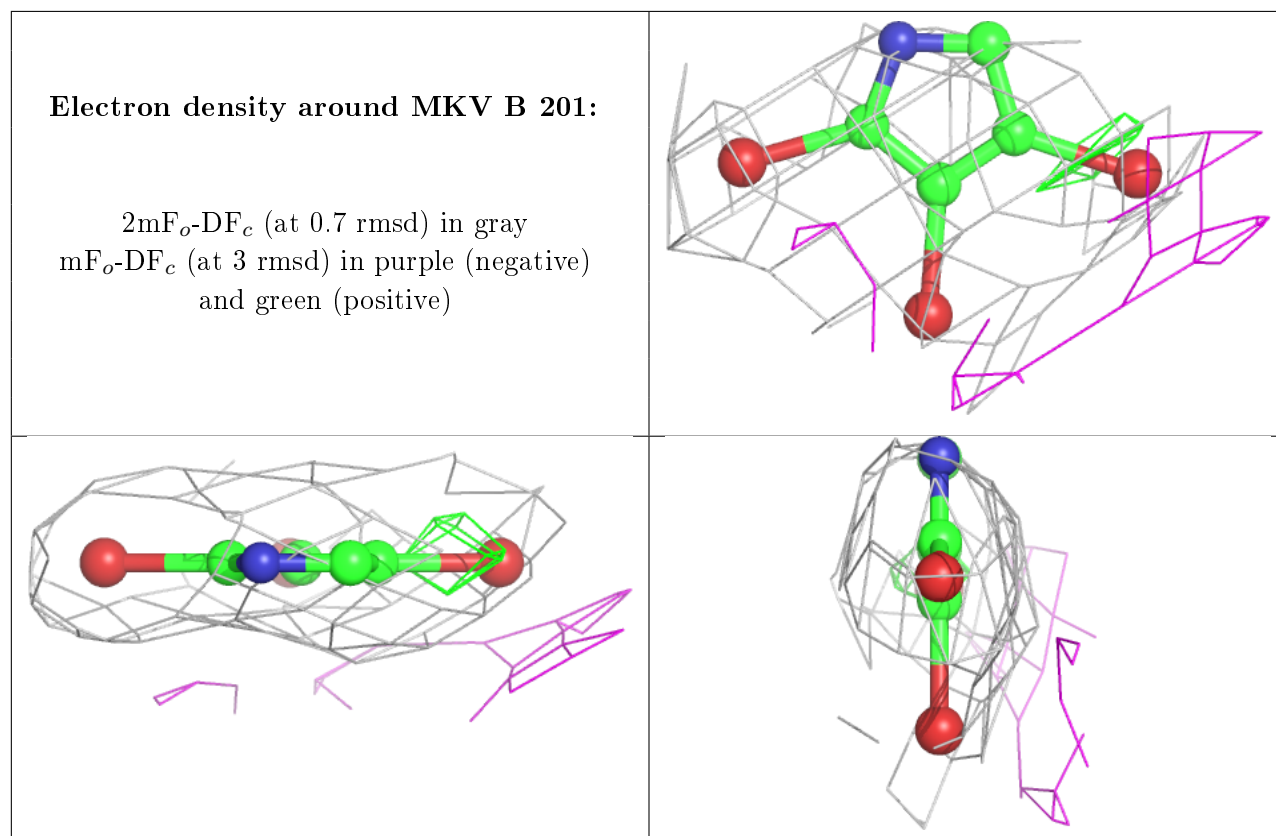 Electron density around MKV B 201:
2mFo-DFc (at 0.7 rmsd) in gray
mFo-DFc (at 3 rmsd) in purple (negative)
and green (positive)